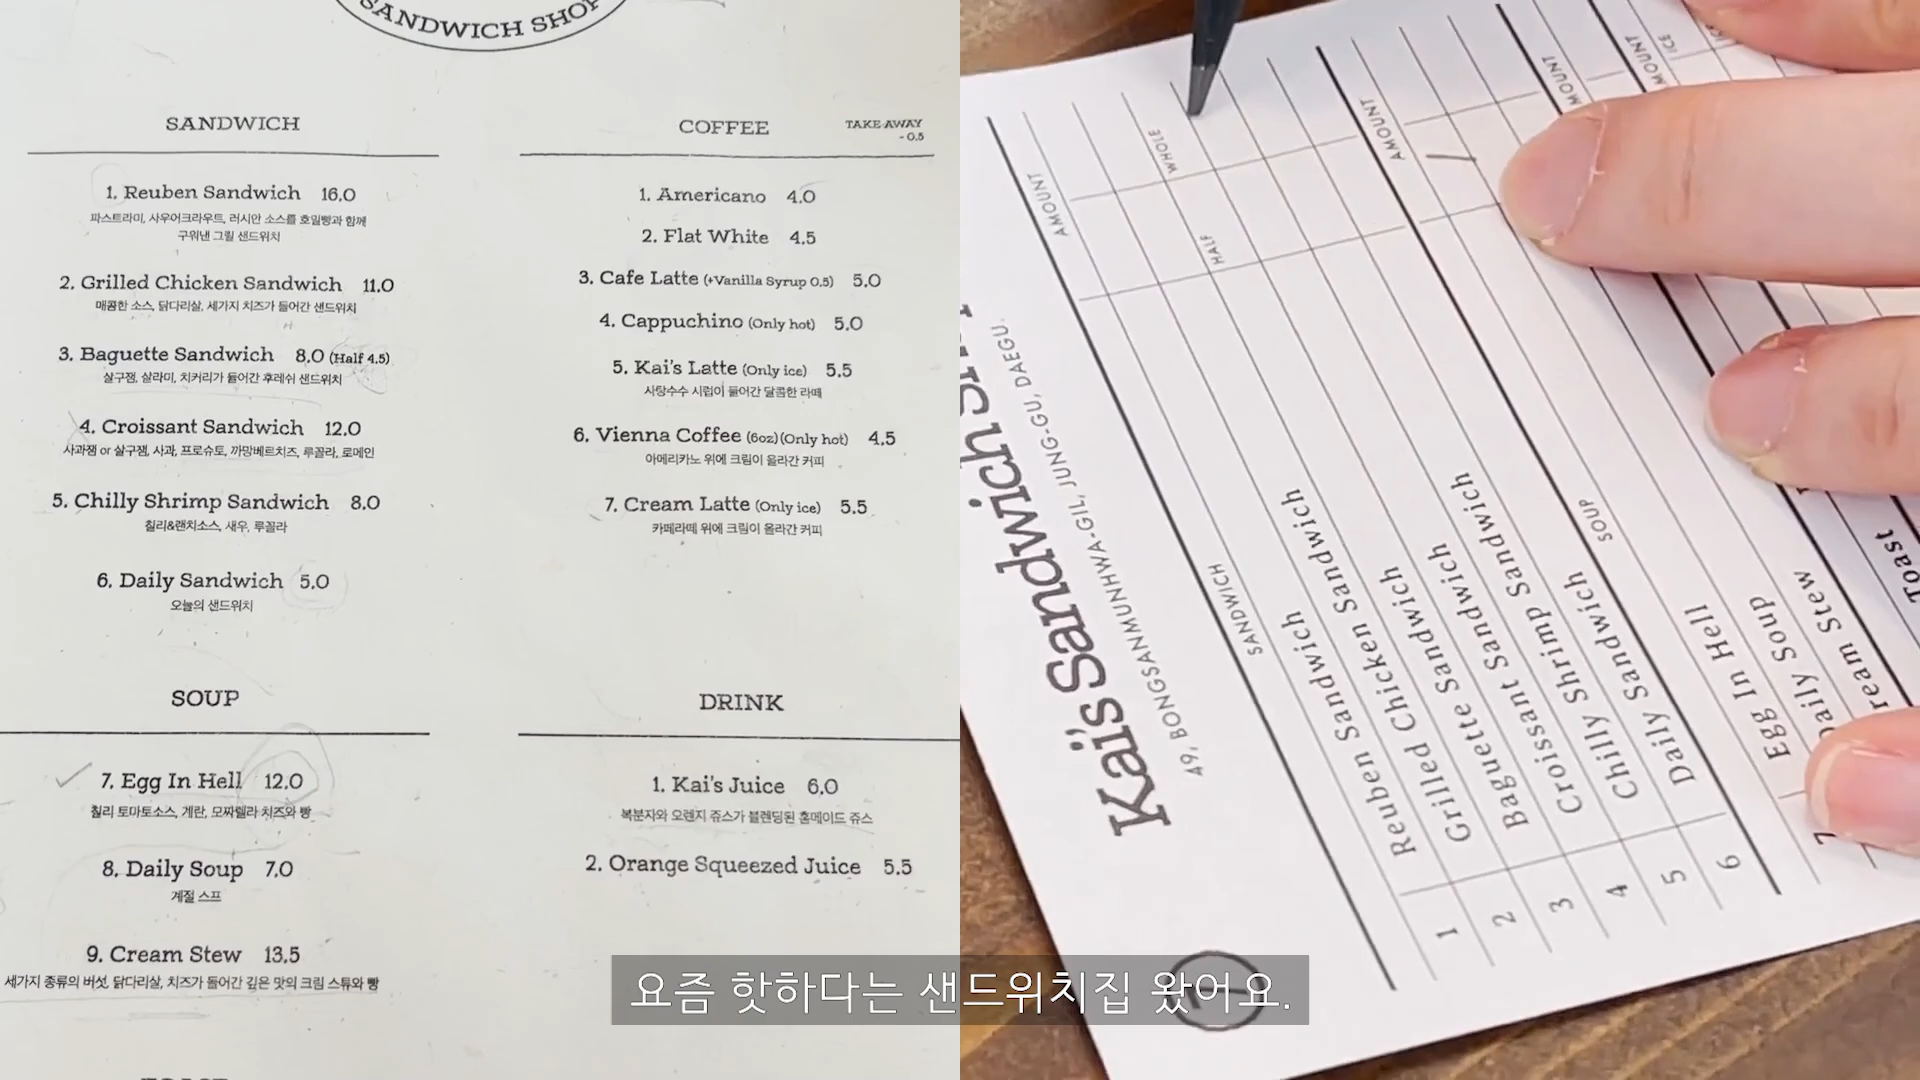 SANDWICH SHOP
SANDWICH
1. Reuben Sandwich 16.0
파스트라미, 사우어크라우트, 러시안 소스를 호밀빵과 함께
구워낸 그릴 샌드위치
2. Grilled Chicken Sandwich 11.0
매콤한 소스, 닭다리살, 세가지 치즈가 들어간 샌드위치
3. Baguette Sandwich 8.0 (Half 4.5)
살구잼, 살라미, 치커리가 들어간 후레쉬 샌드위치
4. Croissant Sandwich 12.0
사과잼 or 살구잼, 사과, 프로슈토, 까망베르치즈, 루꼴라, 로메인
5. Chilly Shrimp Sandwich 8.0
칠리&랜치소스, 새우, 루꼴라
6. Daily Sandwich 5.0
오늘의 샌드위치
COFFEE
TAKE-AWAY
- 0.5
1. Americano 4.0
2. Flat White 4.5
3. Cafe Latte (+Vanilla Syrup 0.5) 5.0
4. Cappuchino (Only hot) 5.0
5. Kai's Latte (Only ice) 5.5
사탕수수 시럽이 들어간 달콤한 라떼
6. Vienna Coffee (6oz)(Only hot) 4.5
아메리카노 위에 크림이 올라간 커피
7. Cream Latte (Only ice) 5.5
카페라떼 위에 크림이 올라간 커피
SOUP
7. Egg In Hell 12.0
칠리 토마토소스, 계란, 모짜렐라 치즈와 빵
8. Daily Soup 7.0
계절 스프
9. Cream Stew 13.5
세가지 종류의 버섯, 닭다리살, 치즈가 들어간 깊은 맛의 크림 스튜와 빵
DRINK
1. Kai's Juice 6.0
복분자와 오렌지 쥬스가 블렌딩된 홈메이드 쥬스
2. Orange Squeezed Juice 5.5
Kai's Sandwich
49, BONGSANMUNHWA-GIL, JUNG-GU, DAEGU.
SANDWICH AMOUNT
1 Reuben Sandwich
2 Grilled Chicken Sandwich
3 Baguette Sandwich HALF WHOLE
4 Croissant Sandwich
5 Chilly Shrimp Sandwich
6 Daily Sandwich
SOUP AMOUNT
7 Egg In Hell
Daily Soup
Cream Stew
Toast
AMOUNT
AMOUNT
ICE
ICE
요즘 핫하다는 샌드위치집 왔어요.